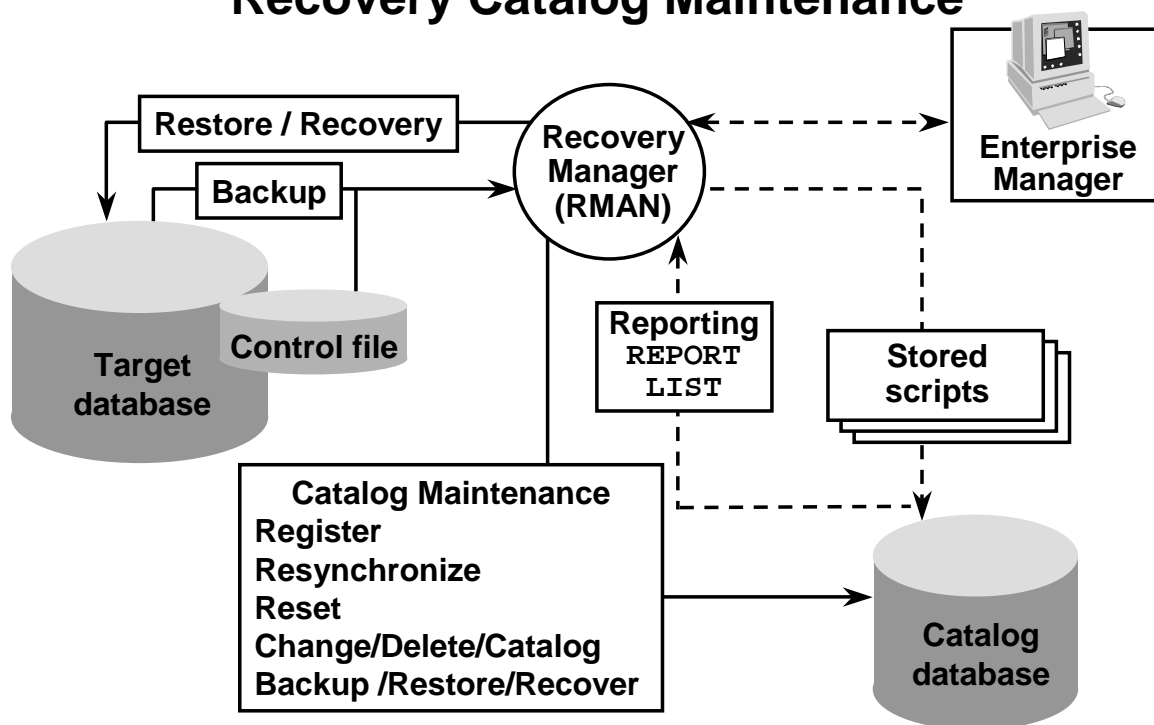 Recovery Catalog Maintenance
Restore / Recovery
Backup
Recovery
Manager
(RMAN)
Enterprise
Manager
Target
database
Control file
Reporting
REPORT
LIST
Stored
scripts
Catalog Maintenance
Register
Resynchronize
Reset
Change/Delete/Catalog
Backup /Restore/Recover
Catalog
database